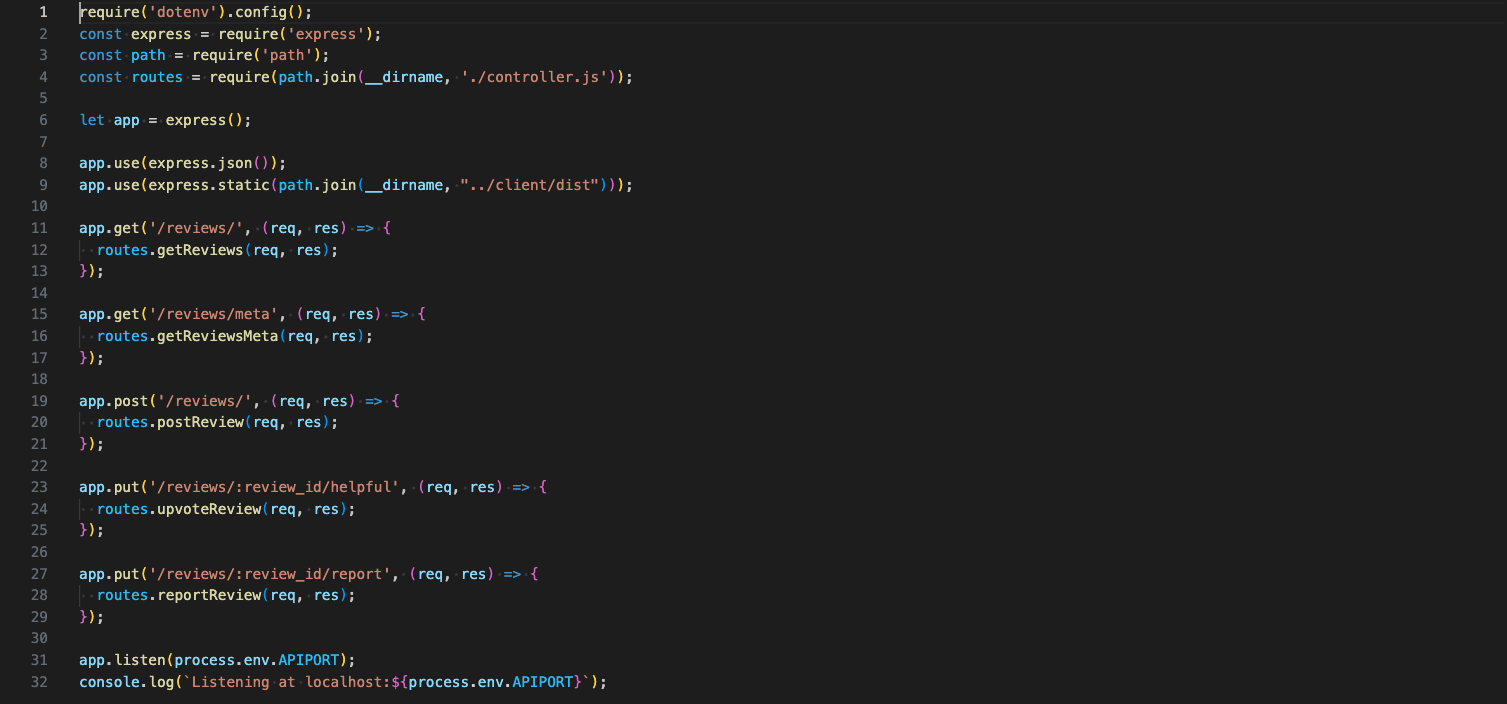 1 require('dotenv').config();
2 const express = require('express');
3 const path = require('path');
4 const routes = require(path.join(__dirname, './controller.js'));
5
6 let app = express();
7
8 app.use(express.json());
9 app.use(express.static(path.join(__dirname, "../client/dist")));
10
11 app.get('/reviews/', (req, res) => {
12   routes.getReviews(req, res);
13 });
14
15 app.get('/reviews/meta', (req, res) => {
16   routes.getReviewsMeta(req, res);
17 });
18
19 app.post('/reviews/', (req, res) => {
20   routes.postReview(req, res);
21 });
22
23 app.put('/reviews/:review_id/helpful', (req, res) => {
24   routes.upvoteReview(req, res);
25 });
26
27 app.put('/reviews/:review_id/report', (req, res) => {
28   routes.reportReview(req, res);
29 });
30
31 app.listen(process.env.APIPORT);
32 console.log(`Listening at localhost:${process.env.APIPORT}`);